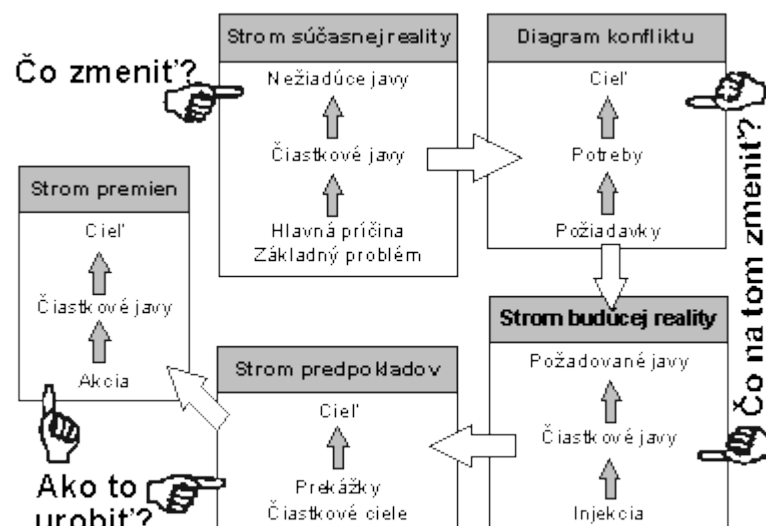 Čo zmeniť?
Strom súčasnej reality
Nežiadúce javy
Čiastkové javy
Hlavná príčina
Základný problém
Diagram konfliktu
Cieľ
Potreby
Požiadavky
Čo na tom zmeniť?
Strom budúcej reality
Požadované javy
Čiastkové javy
Injekcia
Strom predpokladov
Cieľ
Prekážky
Čiastkové ciele
Strom premien
Cieľ
Čiastkové javy
Akcia
Ako to
urobiť?